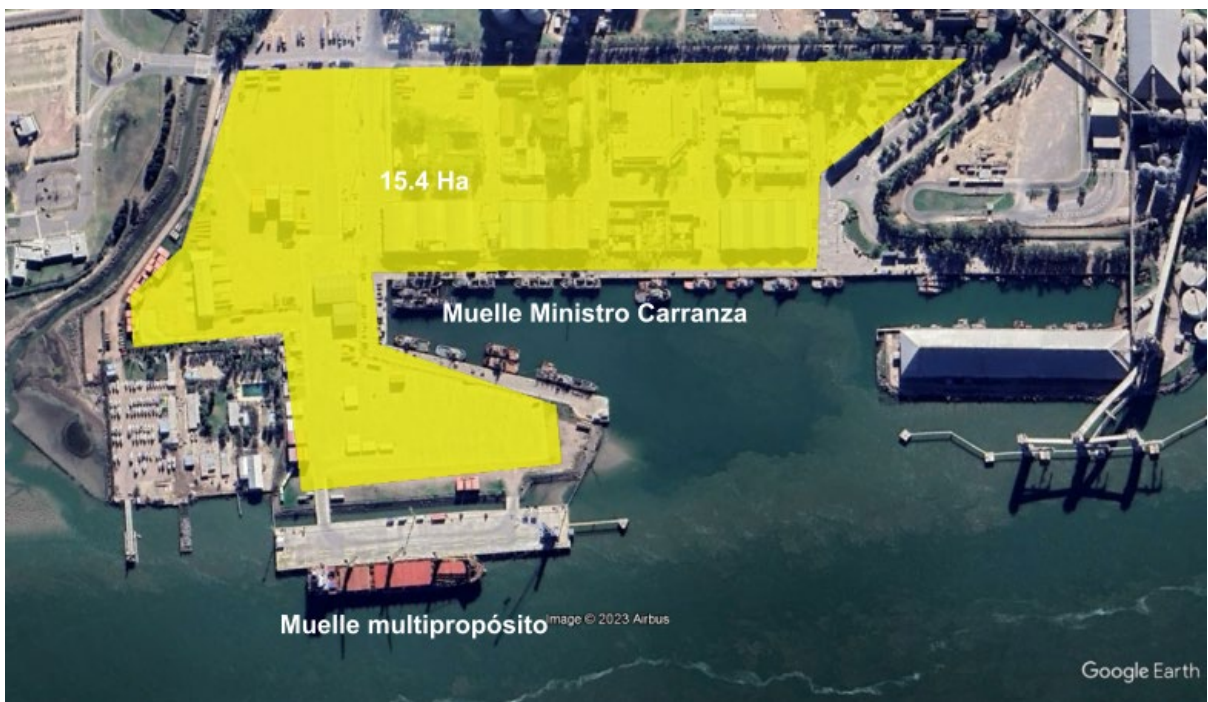 15.4 Ha
Muelle Ministro Carranza
Muelle multipropósito
Image © 2023 Airbus
Google Earth